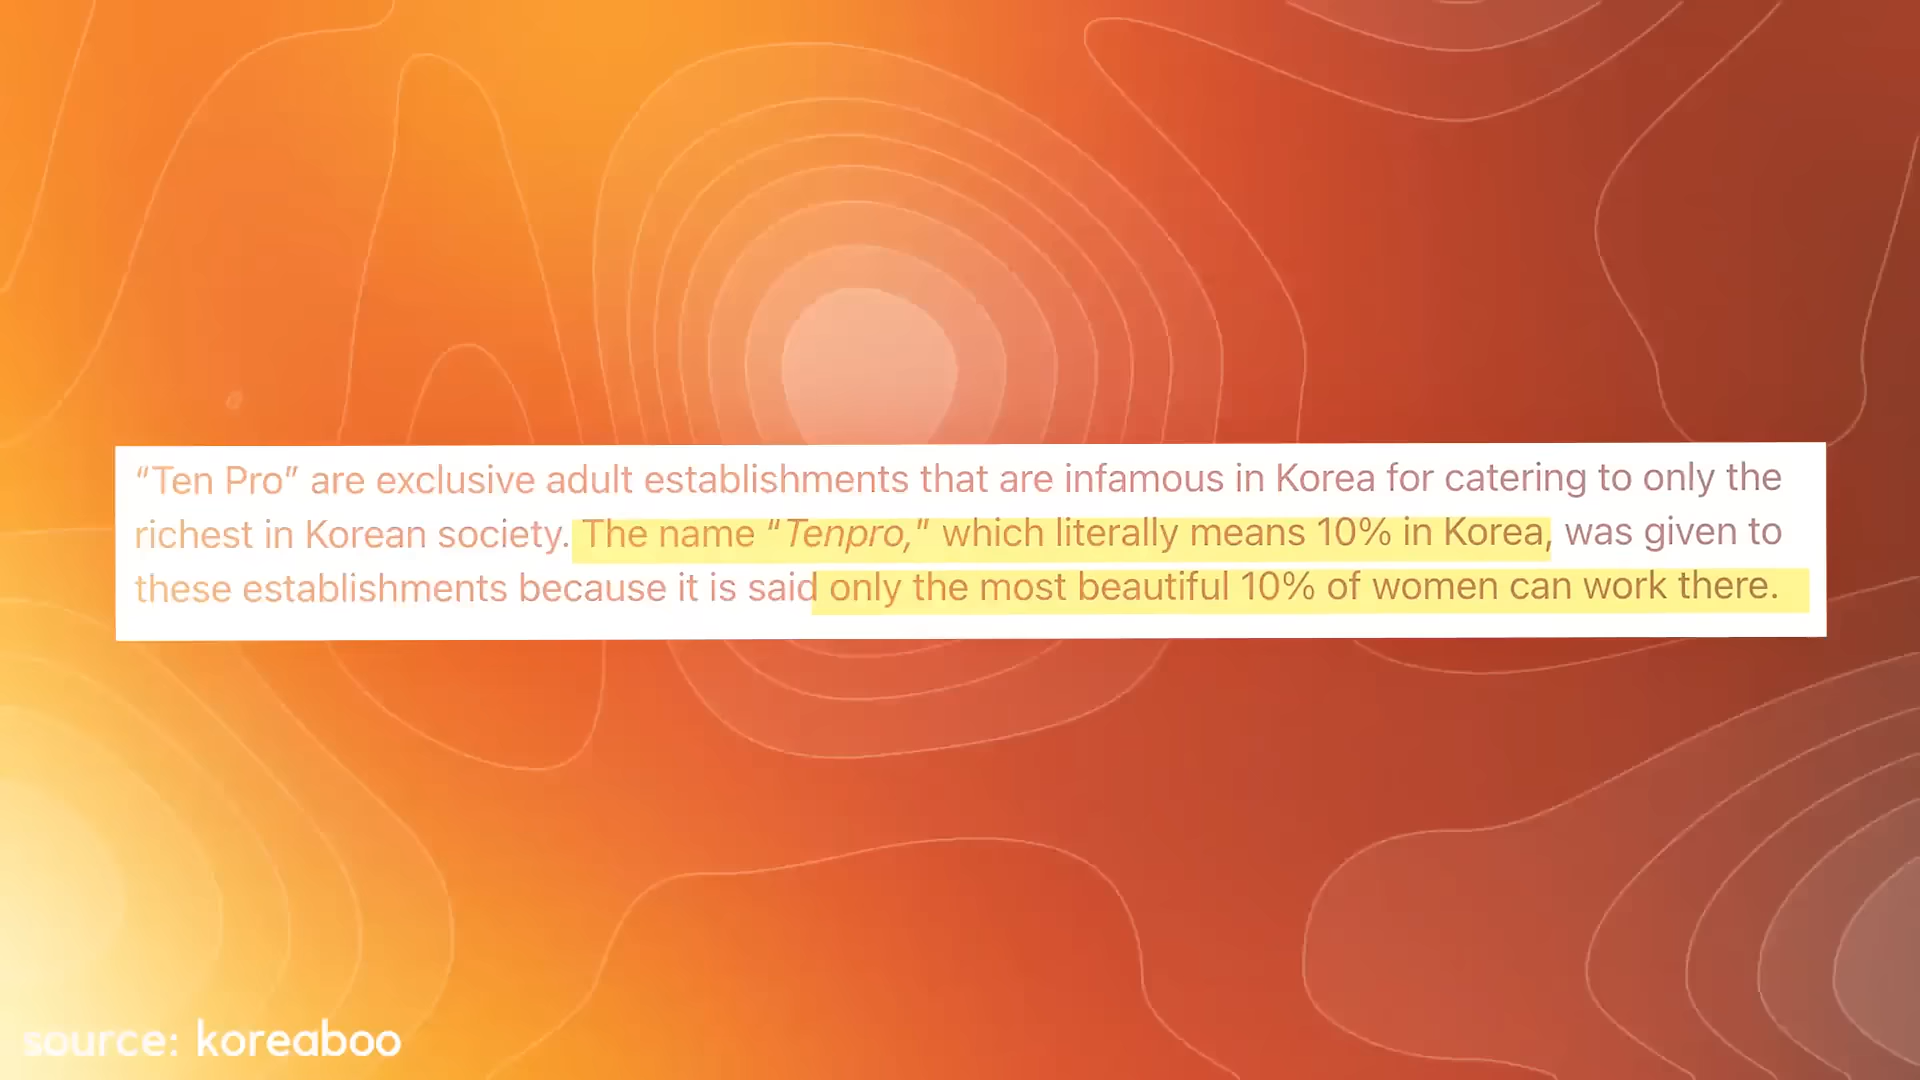 “Ten Pro” are exclusive adult establishments that are infamous in Korea for catering to only the
richest in Korean society. The name “Tenpro,” which literally means 10% in Korea, was given to
these establishments because it is said only the most beautiful 10% of women can work there.
source: koreaboo